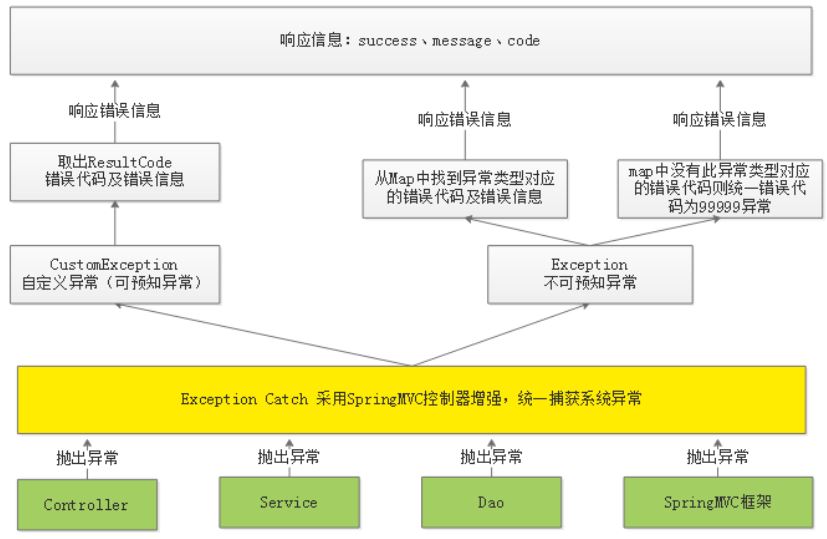 响应信息：success、message、code
响应错误信息
响应错误信息
响应错误信息
取出ResultCode
错误代码及错误信息
从Map中找到异常类型对应
的错误代码及错误信息
map中没有此异常类型对应
的错误代码则统一错误代
码为99999异常
CustomException
自定义异常（可预知异常）
Exception
不可预知异常
Exception Catch 采用SpringMVC控制器增强，统一捕获系统异常
抛出异常
抛出异常
抛出异常
抛出异常
Controller
Service
Dao
SpringMVC框架